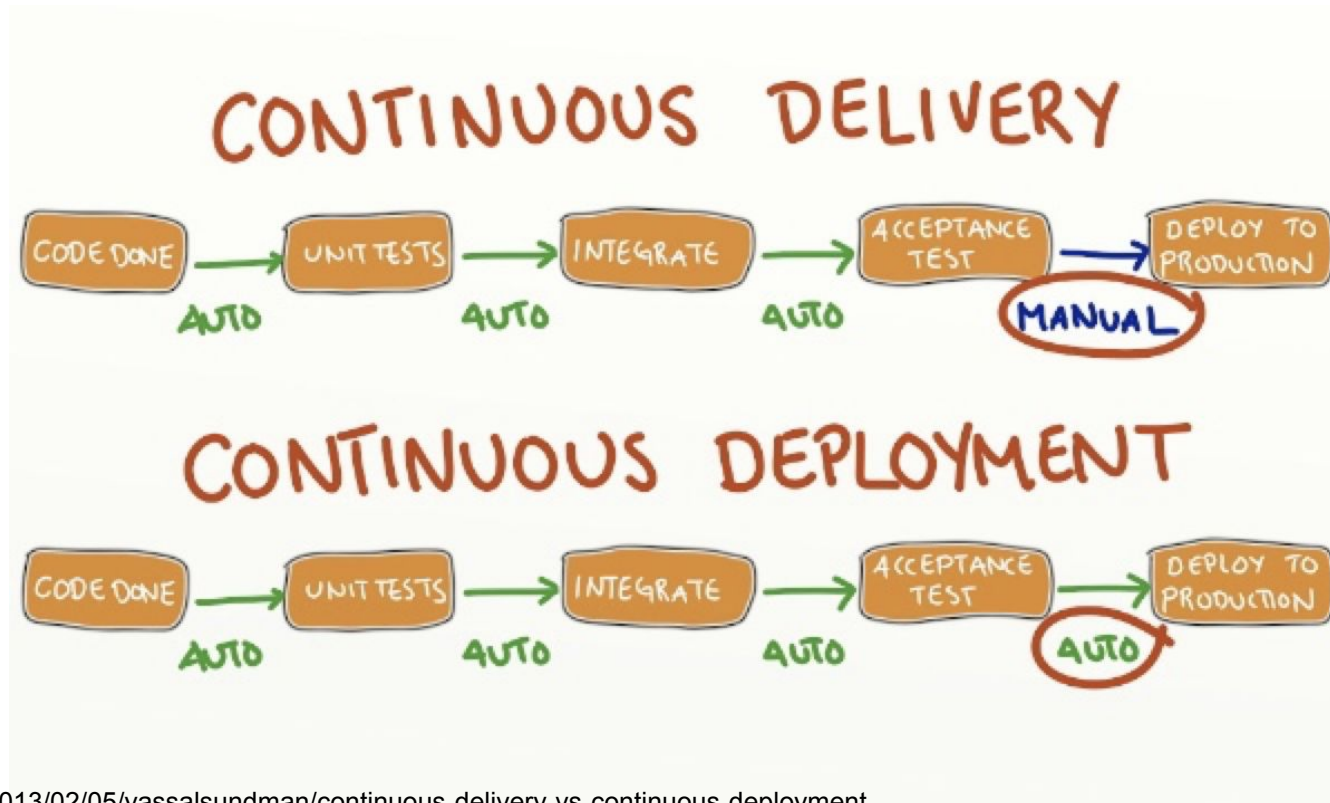 CONTINUOUS DELIVERY
CODE DONE
UNIT TESTS
INTEGRATE
ACCEPTANCE
TEST
DEPLOY TO
PRODUCTION
AUTO
AUTO
AUTO
MANUAL
CONTINUOUS DEPLOYMENT
CODE DONE
UNIT TESTS
INTEGRATE
ACCEPTANCE
TEST
DEPLOY TO
PRODUCTION
AUTO
AUTO
AUTO
AUTO
013/02/05/yassalsundman/continuous-delivery-vs-continuous-deployment